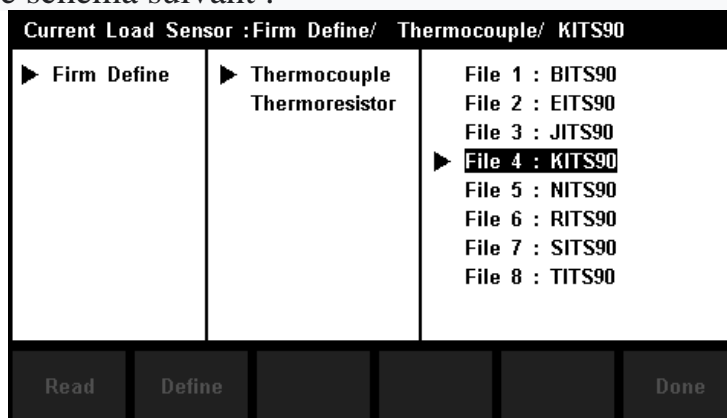 e schéma suivant :
Current Load Sensor :Firm Define/ Thermocouple/ KITS90
Firm Define
Thermocouple
Thermoresistor
File 1 : BITS90
File 2 : EITS90
File 3 : JITS90
File 4 : KITS90
File 5 : NITS90
File 6 : RITS90
File 7 : SITS90
File 8 : TITS90
Read Define Done